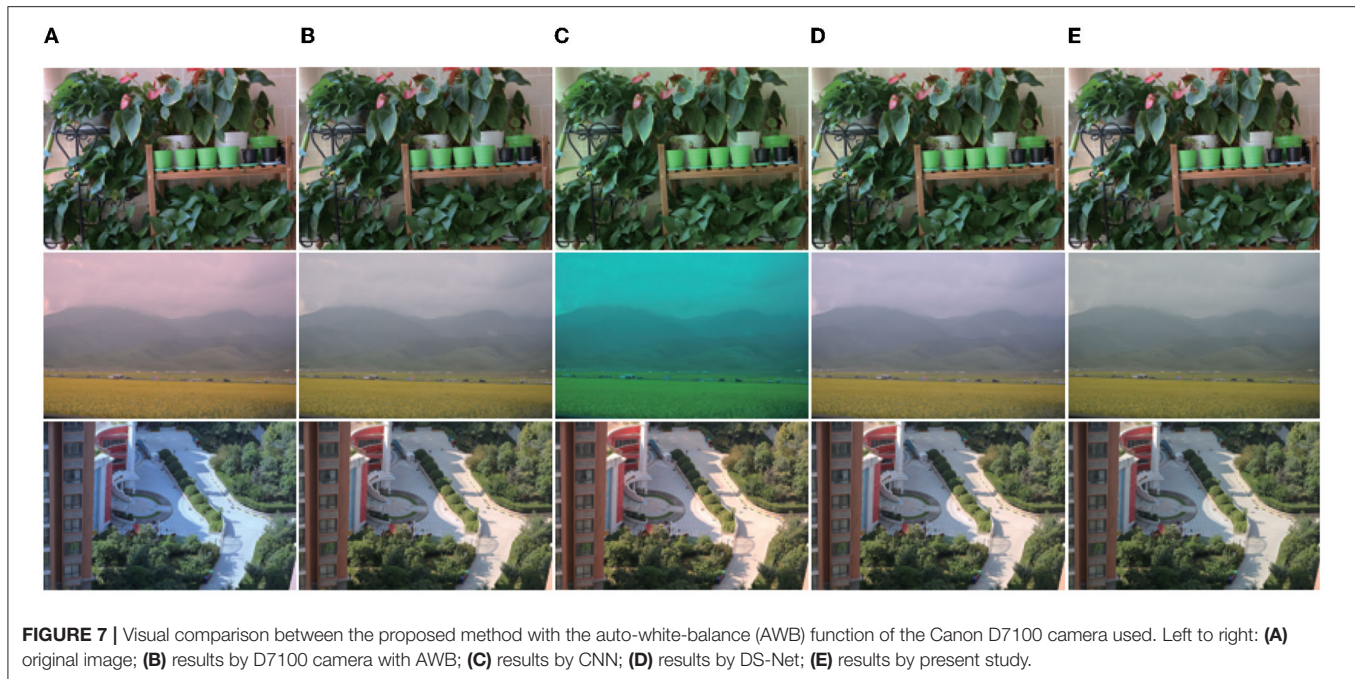 A B C D E
FIGURE 7 | Visual comparison between the proposed method with the auto-white-balance (AWB) function of the Canon D7100 camera used. Left to right: (A)
original image; (B) results by D7100 camera with AWB; (C) results by CNN; (D) results by DS-Net; (E) results by present study.